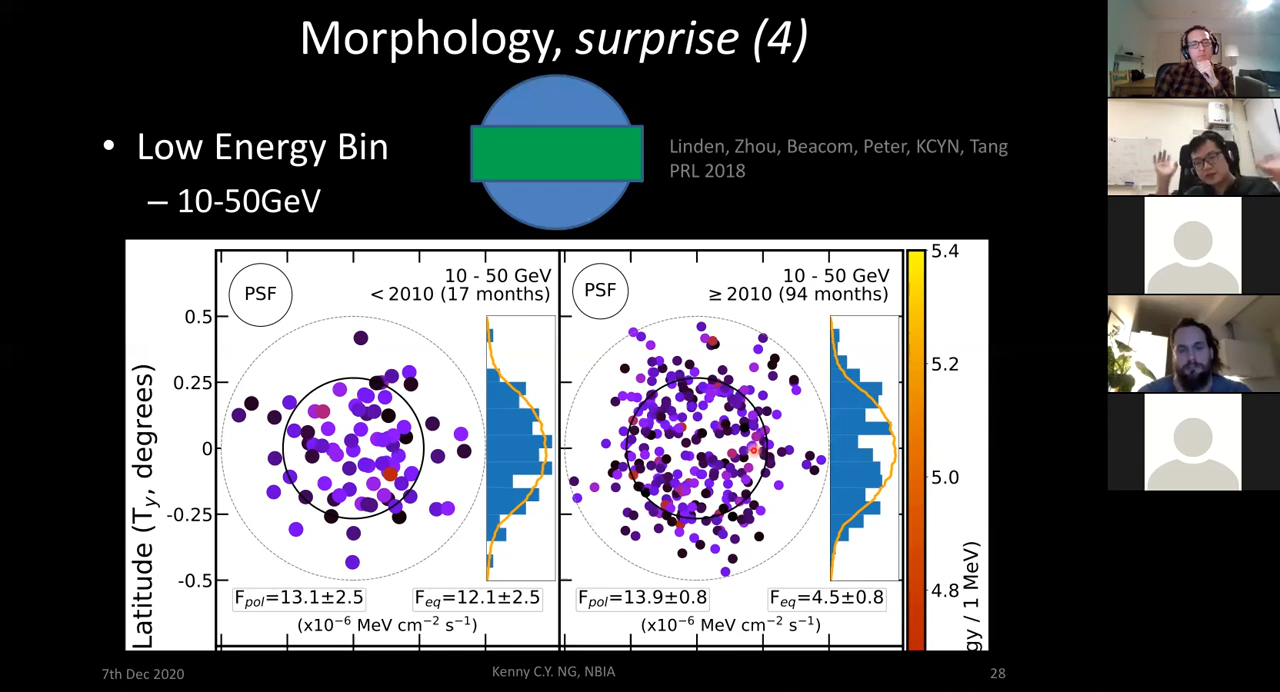 Morphology, surprise (4)
• Low Energy Bin
– 10-50GeV
Linden, Zhou, Beacom, Peter, KCYN, Tang
PRL 2018
PSF
10 - 50 GeV
< 2010 (17 months)
PSF
10 - 50 GeV
≥ 2010 (94 months)
5.4
5.2
5.0
4.8
gy / 1 MeV)
Latitude (Ty, degrees)
0.5
0.25
0
-0.25
-0.5
Fpol=13.1±2.5
Feq=12.1±2.5
(x10−6 MeV cm−2 s−1)
Fpol=13.9±0.8
Feq=4.5±0.8
(x10−6 MeV cm−2 s−1)
7th Dec 2020
Kenny C.Y. NG, NBIA
28